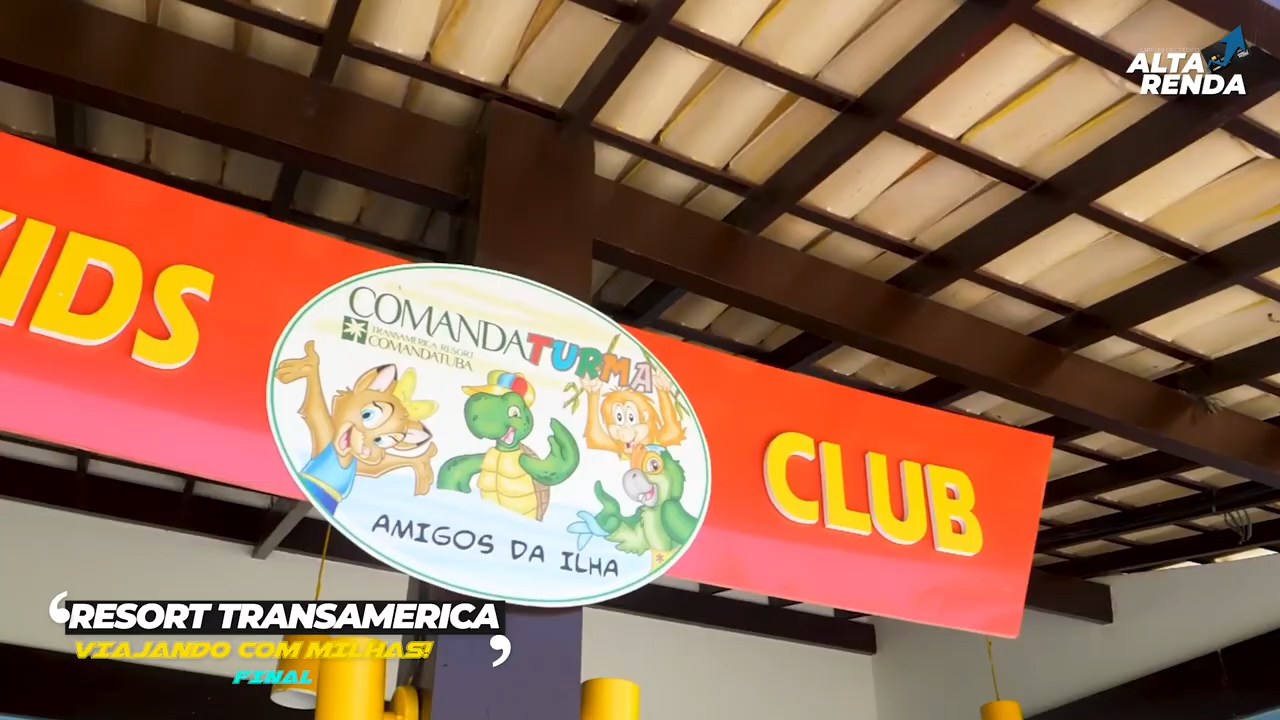 ALTA
RENDA
KIDS
COMANDATURMA
TRANSAMERICA RESORT
COMANDATUBA
AMIGOS DA ILHA
CLUB
‘RESORT TRANSAMERICA
VIAJANDO COM MILHAS!’
FINAL